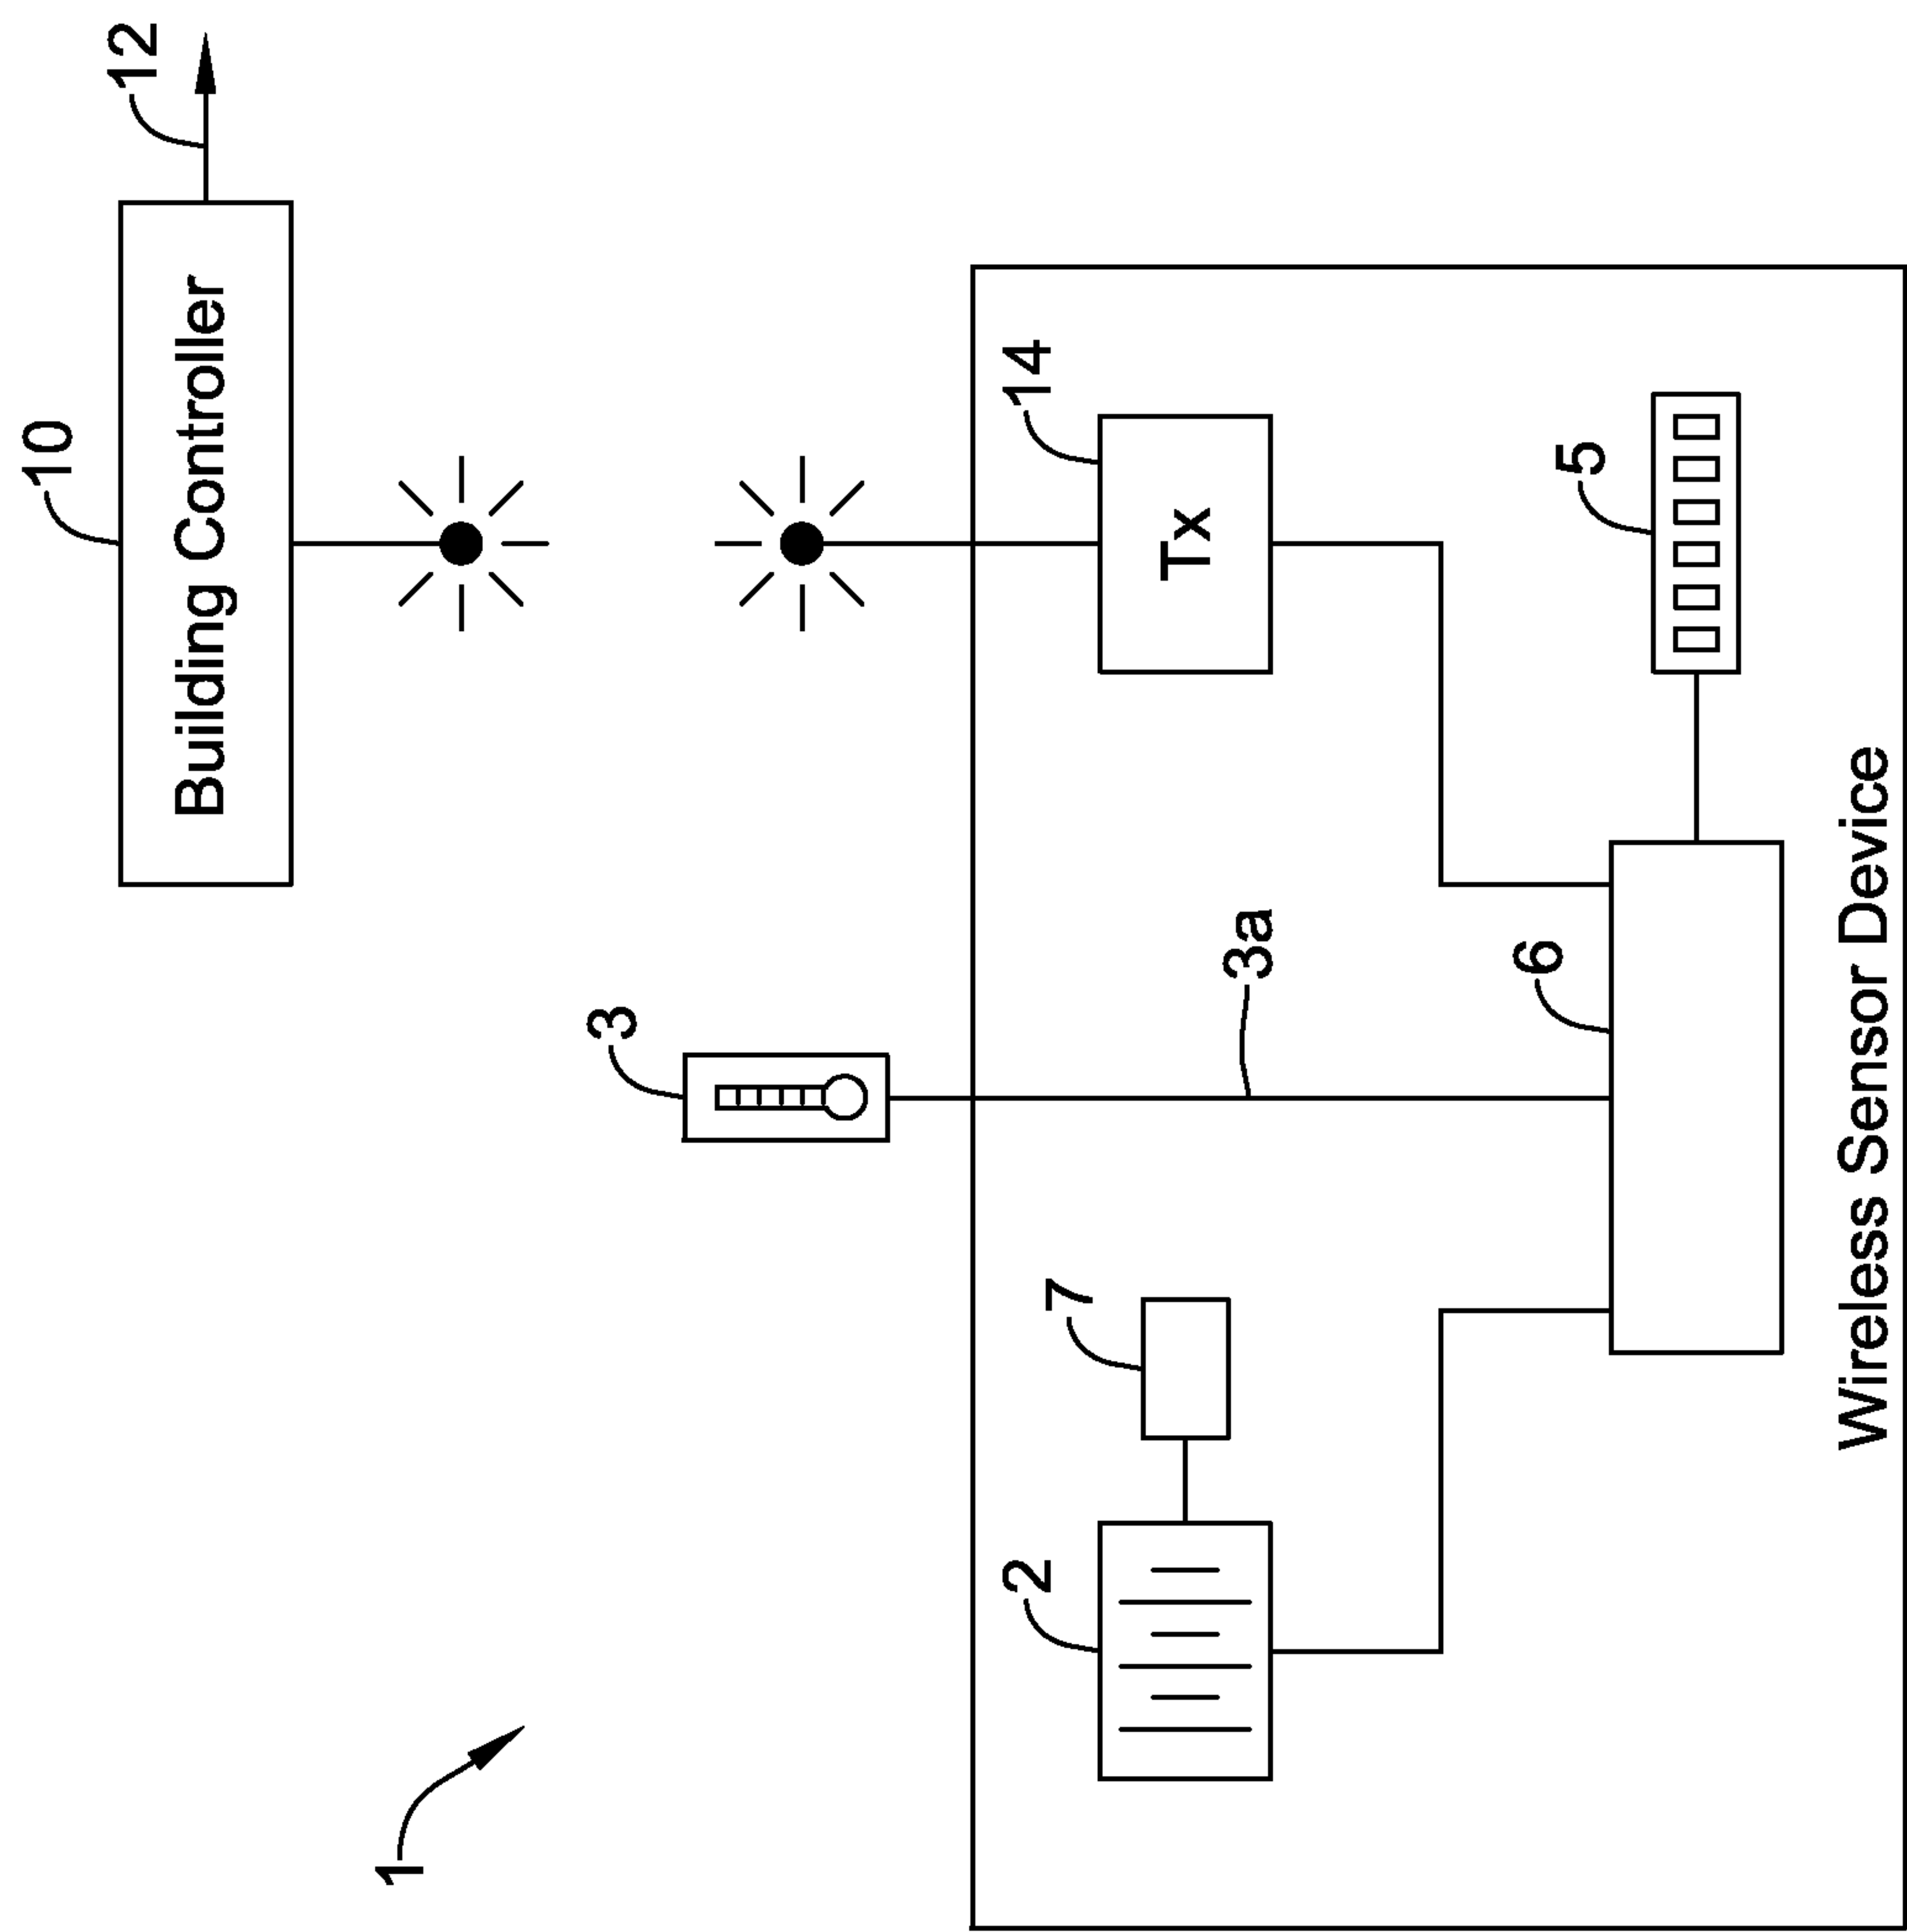 10
12
Building Controller
1
3
2
14
7
Tx
3a
6
5
Wireless Sensor Device